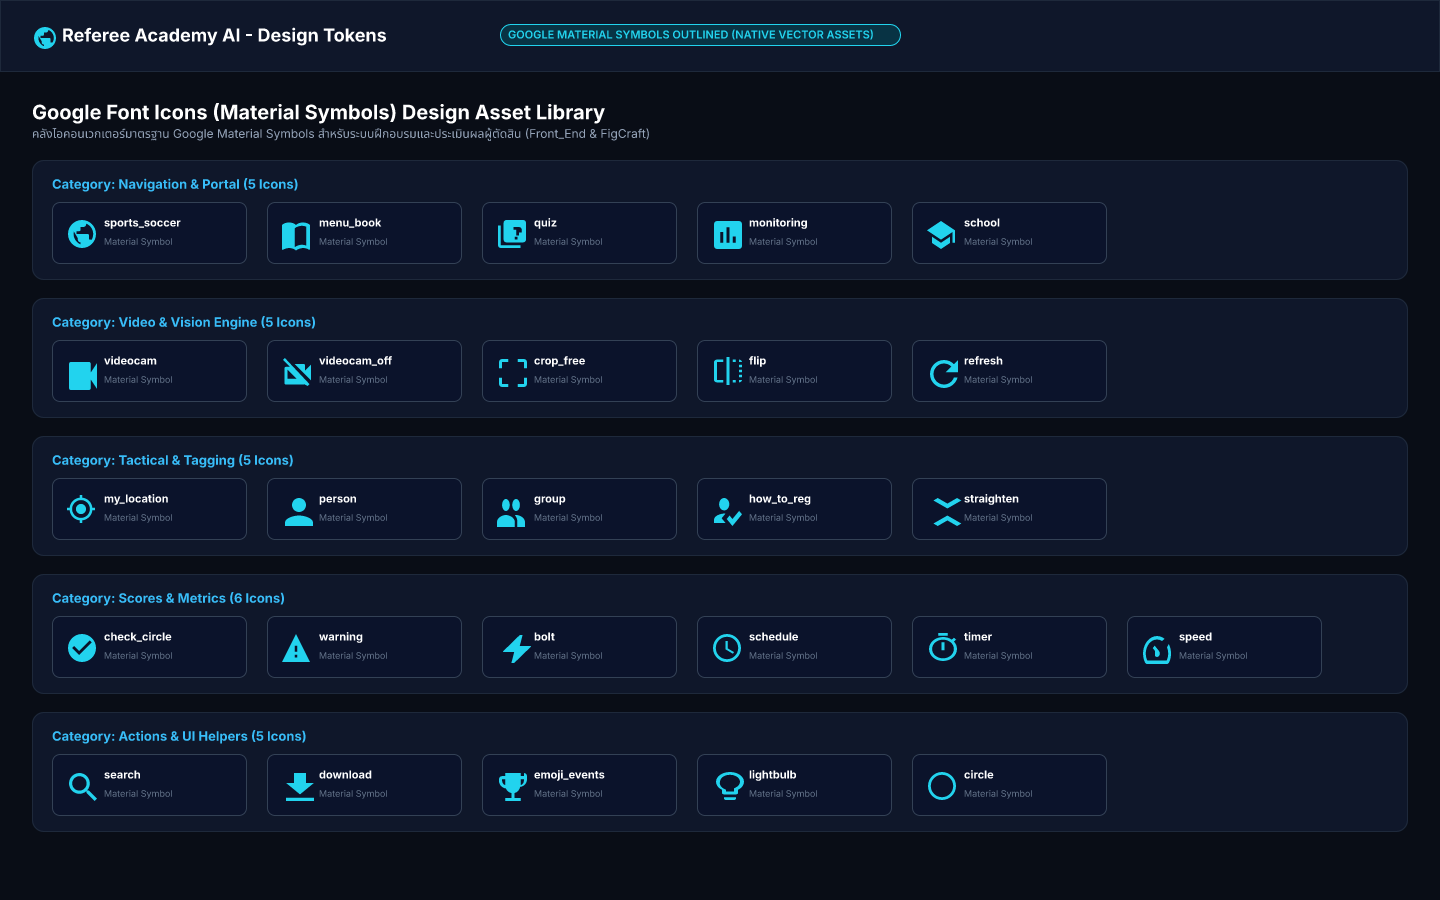 Referee Academy AI - Design Tokens
GOOGLE MATERIAL SYMBOLS OUTLINED (NATIVE VECTOR ASSETS)
Google Font Icons (Material Symbols) Design Asset Library
คลังไอคอนเวกเตอร์มาตรฐาน Google Material Symbols สำหรับระบบฝึกอบรมและประเมินผลผู้ตัดสิน (Front_End & FigCraft)
Category: Navigation & Portal (5 Icons)
sports_soccer
Material Symbol
menu_book
Material Symbol
quiz
Material Symbol
monitoring
Material Symbol
school
Material Symbol
Category: Video & Vision Engine (5 Icons)
videocam
Material Symbol
videocam_off
Material Symbol
crop_free
Material Symbol
flip
Material Symbol
refresh
Material Symbol
Category: Tactical & Tagging (5 Icons)
my_location
Material Symbol
person
Material Symbol
group
Material Symbol
how_to_reg
Material Symbol
straighten
Material Symbol
Category: Scores & Metrics (6 Icons)
check_circle
Material Symbol
warning
Material Symbol
bolt
Material Symbol
schedule
Material Symbol
timer
Material Symbol
speed
Material Symbol
Category: Actions & UI Helpers (5 Icons)
search
Material Symbol
download
Material Symbol
emoji_events
Material Symbol
lightbulb
Material Symbol
circle
Material Symbol